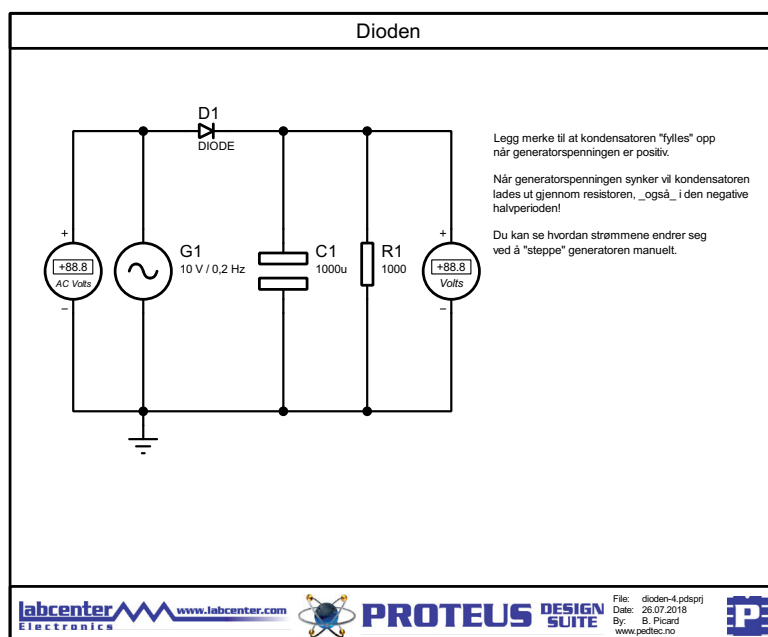 Dioden
D1
DIODE
Legg merke til at kondensatoren "fylles" opp
når generatorspenningen er positiv.
Når generatorspenningen synker vil kondensatoren
lades ut gjennom resistoren, _også_ i den negative
halvperioden!
Du kan se hvordan strømmene endrer seg
ved å "steppe" generatoren manuelt.
+
+88.8
AC Volts
–
G1
10 V / 0,2 Hz
C1
1000u
R1
1000
+
+88.8
Volts
–
labcenter
Electronics
www.labcenter.com
PROTEUS
DESIGN
SUITE
File: dioden-4.pdsprj
Date: 26.07.2018
By: B. Picard
www.pedtec.no
P